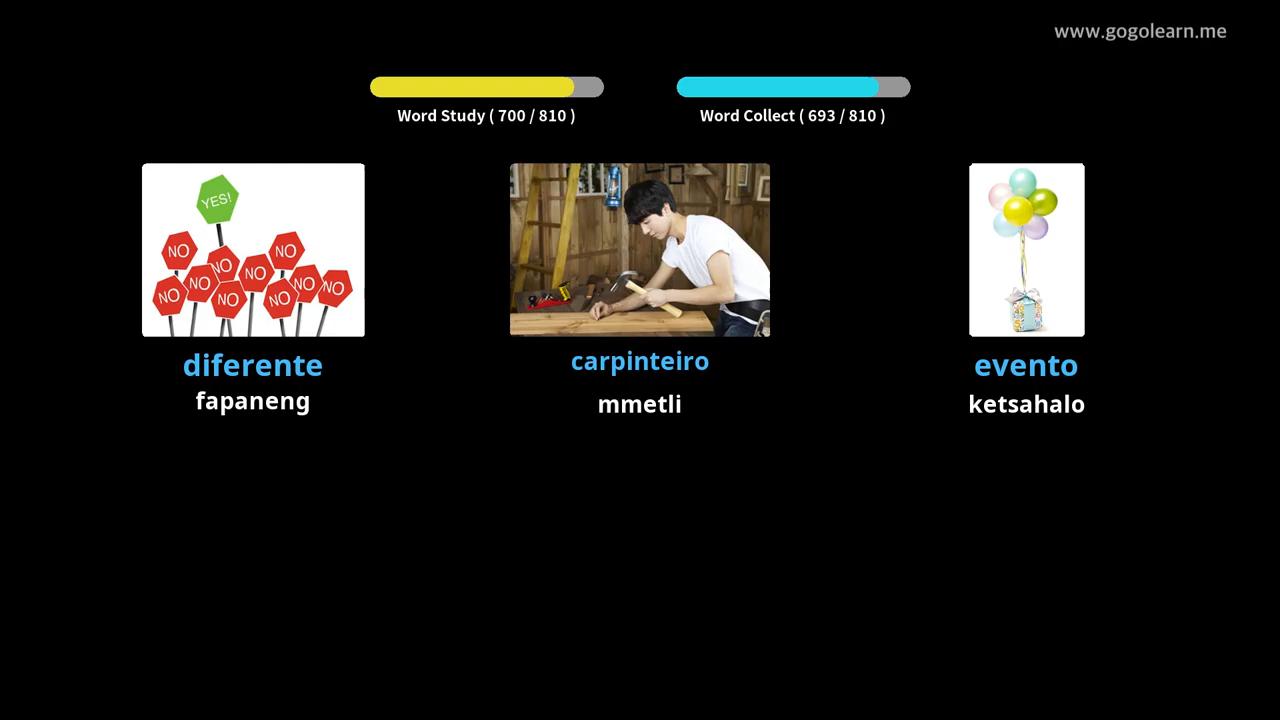 www.gogolearn.me
Word Study ( 700 / 810 )
Word Collect ( 693 / 810 )
YES!
NO
NO
NO
NO
NO
NO
NO
NO
NO
NO
diferente
fapaneng
carpinteiro
mmetli
evento
ketsahalo